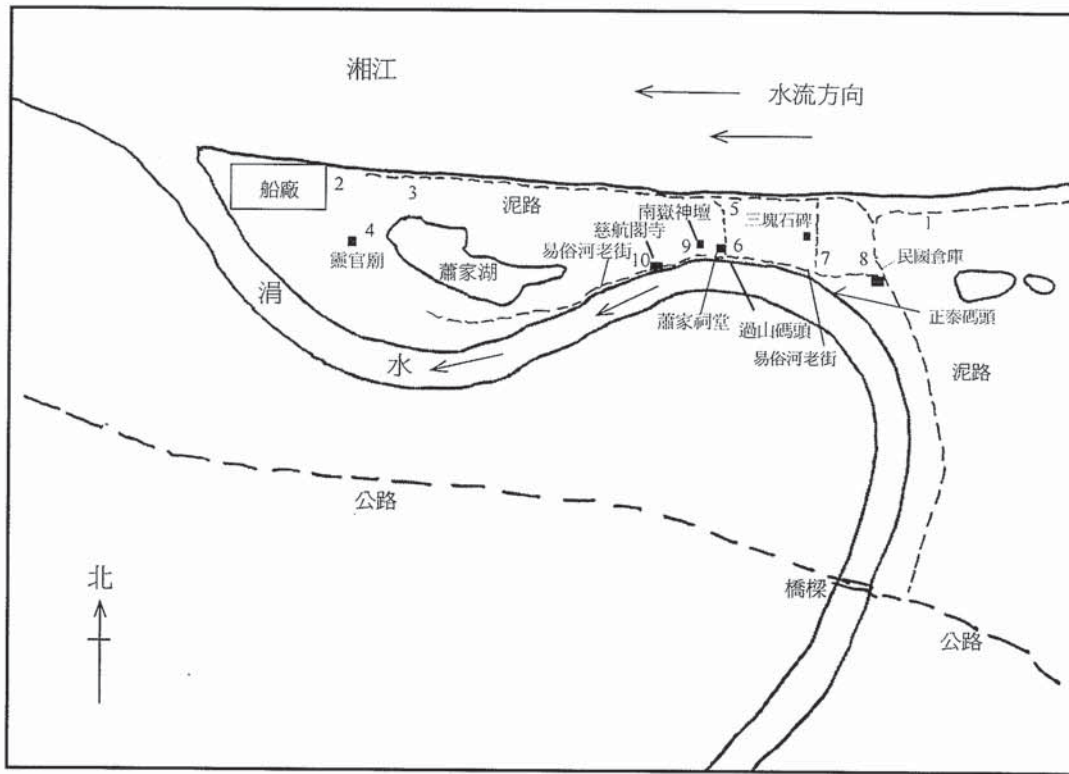 湘江
水流方向
船廠
2
3
泥路
4
靈官廟
蕭家湖
易俗河老街
慈航閣寺
10
南嶽神壇
9
5
6
三塊石碑
7
8
1
民國倉庫
蕭家祠堂
過山碼頭
易俗河老街
正泰碼頭
泥路
涓
水
公路
橋樑
公路
北